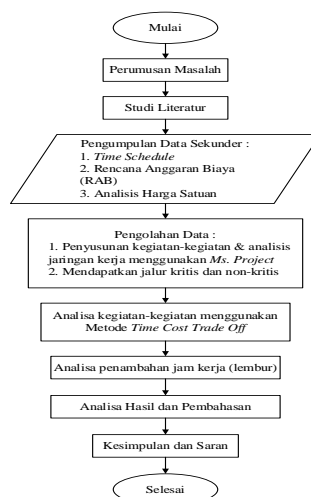 Mulai
Perumusan Masalah
Studi Literatur
Pengumpulan Data Sekunder :
1. Time Schedule
2. Rencana Anggaran Biaya
(RAB)
3. Analisis Harga Satuan
Pengolahan Data :
1. Penyusunan kegiatan-kegiatan & analisis
jaringan kerja menggunakan Ms. Project
2. Mendapatkan jalur kritis dan non-kritis
Analisa kegiatan-kegiatan menggunakan
Metode Time Cost Trade Off
Analisa penambahan jam kerja (lembur)
Analisa Hasil dan Pembahasan
Kesimpulan dan Saran
Selesai